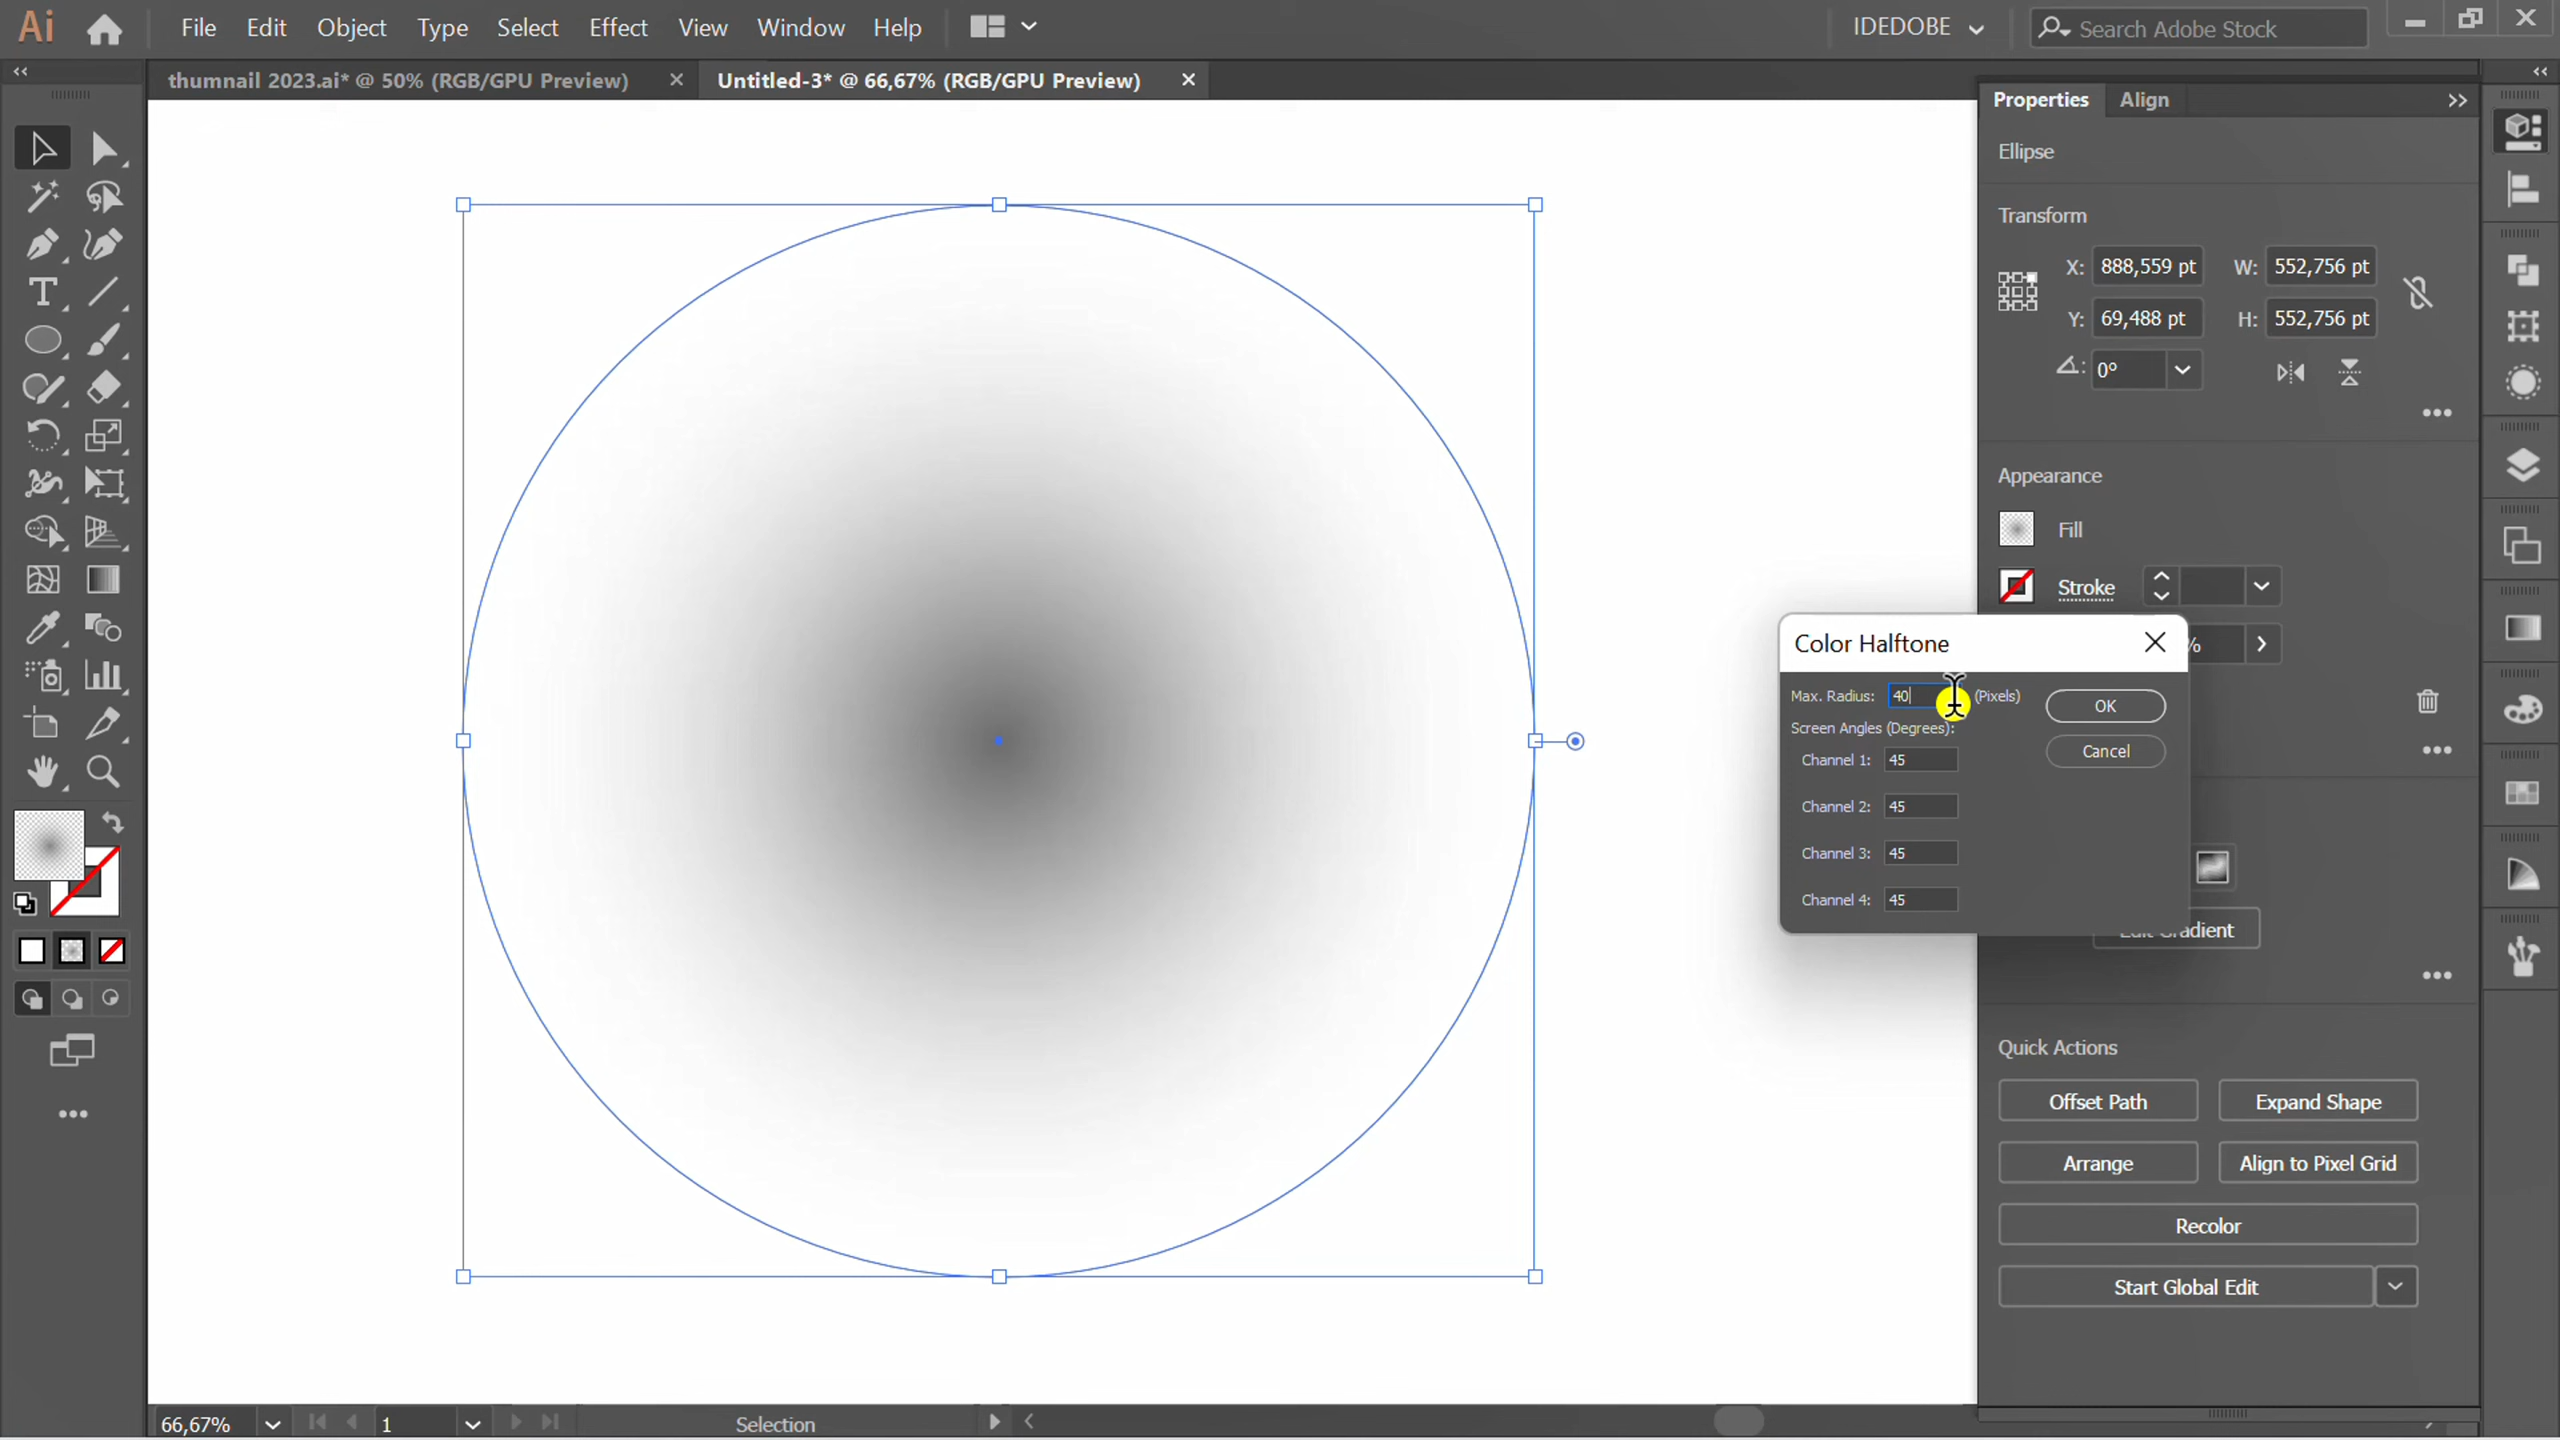 Ai File Edit Object Type Select Effect View Window Help IDEDOBE Search Adobe Stock
thumnail 2023.ai* @ 50% (RGB/GPU Preview) Untitled-3* @ 66,67% (RGB/GPU Preview)
Properties Align
Ellipse
Transform
X: 888,559 pt W: 552,756 pt
Y: 69,488 pt H: 552,756 pt
0°
Appearance
Fill
Stroke
%
Color Halftone
Max. Radius: 40 (Pixels)
OK
Screen Angles (Degrees):
Cancel
Channel 1: 45
Channel 2: 45
Channel 3: 45
Channel 4: 45
Edit Gradient
Quick Actions
Offset Path Expand Shape
Arrange Align to Pixel Grid
Recolor
Start Global Edit
66,67% 1 Selection